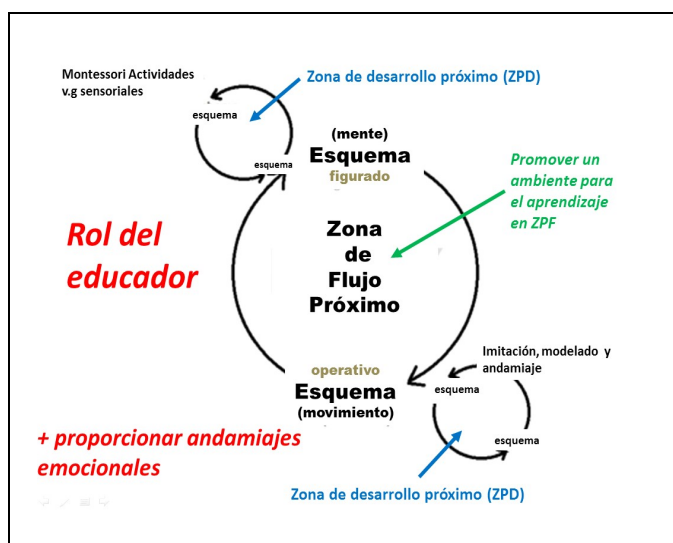 Montessori Actividades
v.g sensoriales
Zona de desarrollo próximo (ZPD)
esquema
esquema
(mente)
Esquema
figurado
Promover un
ambiente para
el aprendizaje
en ZPF
Rol del
educador
Zona
de
Flujo
Próximo
operativo
Esquema
(movimiento)
Imitación, modelado y
andamiaje
esquema
esquema
+ proporcionar andamiajes
emocionales
Zona de desarrollo próximo (ZPD)